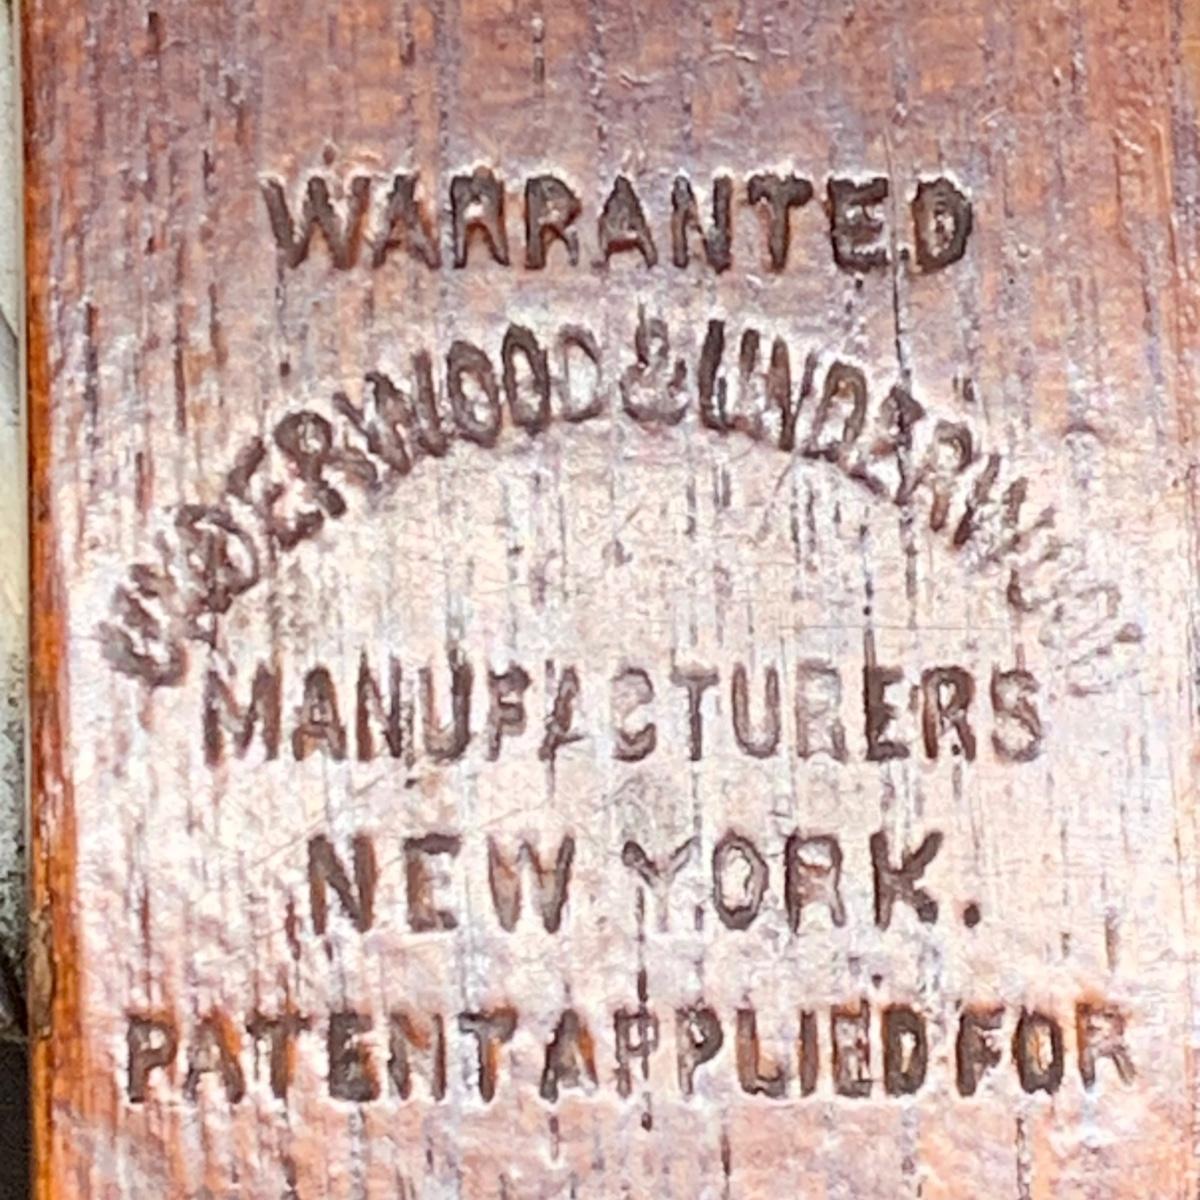 WARRANTED
UNDERWOOD & UNDERWOOD
MANUFACTURERS
NEW YORK.
PATENT APPLIED FOR